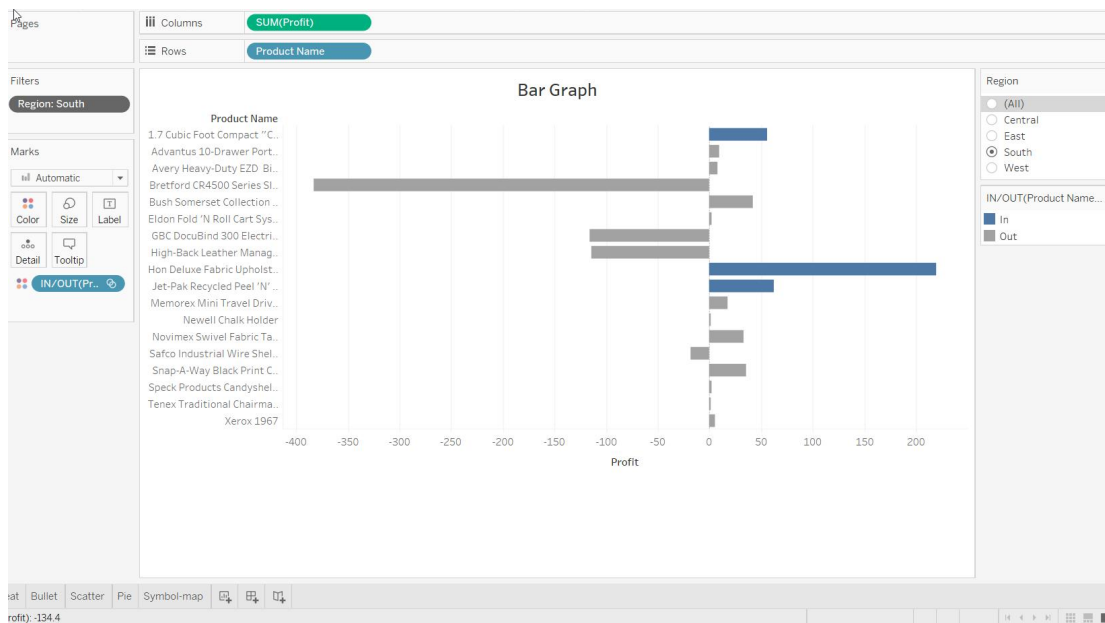 Pages
Columns
SUM(Profit)
Rows
Product Name
Filters
Region: South
Marks
Automatic
Color
Size
Label
Detail
Tooltip
IN/OUT(Pr..
Bar Graph
Product Name
1.7 Cubic Foot Compact "C..
Advantus 10-Drawer Port..
Avery Heavy-Duty EZD Bi..
Bretford CR4500 Series Sl..
Bush Somerset Collection ..
Eldon Fold 'N Roll Cart Sys..
GBC DocuBind 300 Electri..
High-Back Leather Manag..
Hon Deluxe Fabric Upholst..
Jet-Pak Recycled Peel 'N' ..
Memorex Mini Travel Driv..
Newell Chalk Holder
Novimex Swivel Fabric Ta..
Safco Industrial Wire Shel..
Snap-A-Way Black Print C..
Speck Products Candyshel..
Tenex Traditional Chairma..
Xerox 1967
-400 -350 -300 -250 -200 -150 -100 -50 0 50 100 150 200
Profit
Region
(All)
Central
East
South
West
IN/OUT(Product Name...
In
Out
eat Bullet Scatter Pie Symbol-map
rofit): -134.4